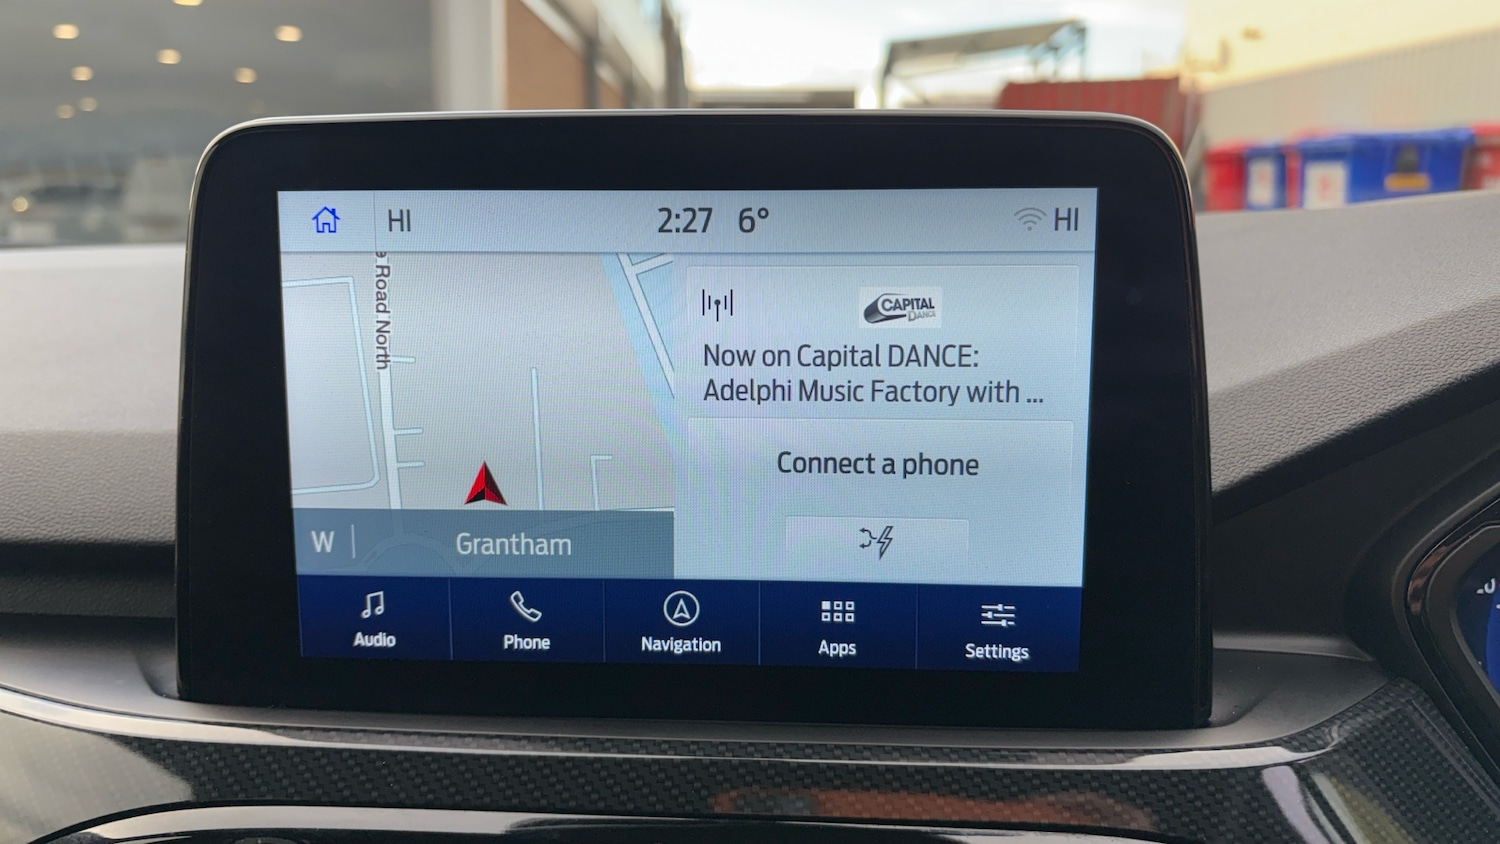 HI
2:27 6°
HI
e Road North
CAPITAL
DANCE
Now on Capital DANCE:
Adelphi Music Factory with ...
Connect a phone
W
Grantham
Audio
Phone
Navigation
Apps
Settings